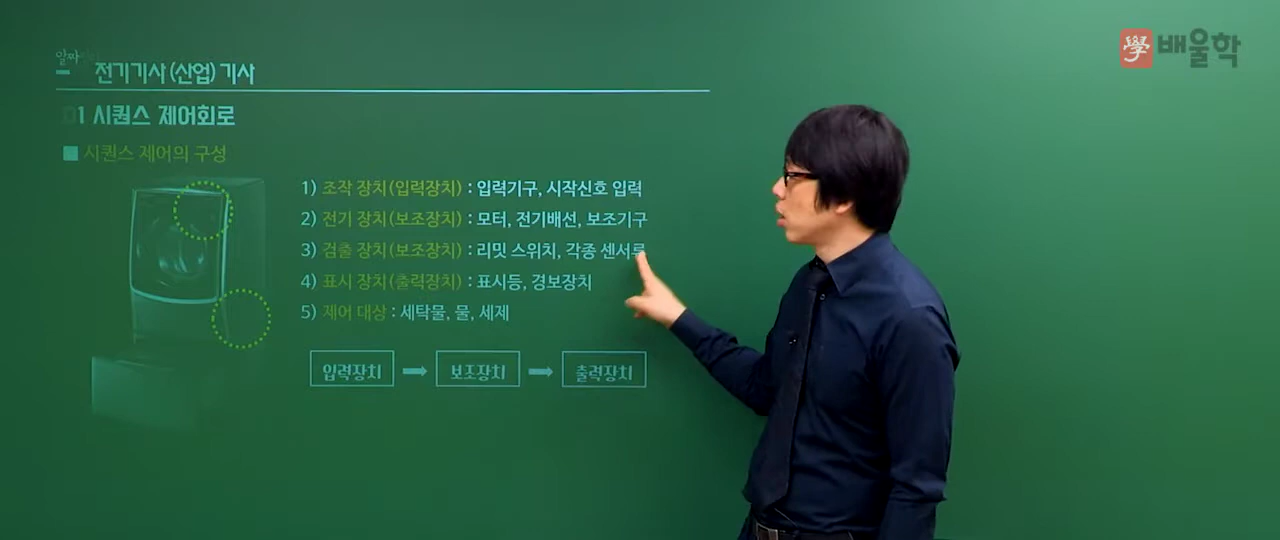 學 배울학
알짜
전기기사(산업)기사
01 시퀀스 제어회로
■ 시퀀스 제어의 구성
1) 조작 장치(입력장치) : 입력기구, 시작신호 입력
2) 전기 장치(보조장치) : 모터, 전기배선, 보조기구
3) 검출 장치(보조장치) : 리밋 스위치, 각종 센서류
4) 표시 장치(출력장치) : 표시등, 경보장치
5) 제어 대상 : 세탁물, 물, 세제
입력장치 → 보조장치 → 출력장치